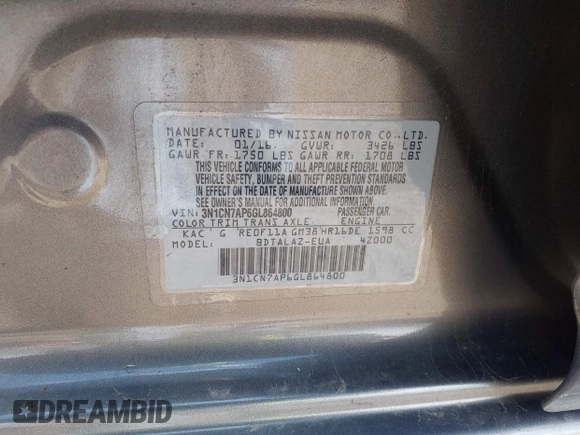 MANUFACTURED BY NISSAN MOTOR CO.,LTD.
DATE: 01/16 GVWR: 3426 LBS
GAWR FR: 1750 LBS GAWR RR: 1708 LBS
THIS VEHICLE CONFORMS TO ALL APPLICABLE FEDERAL MOTOR
VEHICLE SAFETY, BUMPER AND THEFT PREVENTION STANDARDS
IN EFFECT ON THE DATE OF MANUFACTURE SHOWN ABOVE.
SEE OWNER'S MANUAL FOR ADDITIONAL INFORMATION.
VIN: 3N1CN7AP6GL864800 PASSENGER CAR.
COLOR TRIM TRANS AXLE ENGINE
KAC G RE0F11A GM38 HR16DE 1598 CC
MODEL: BDTALAZ-EUA 4Z000
3N1CN7AP6GL864800
DREAMBID